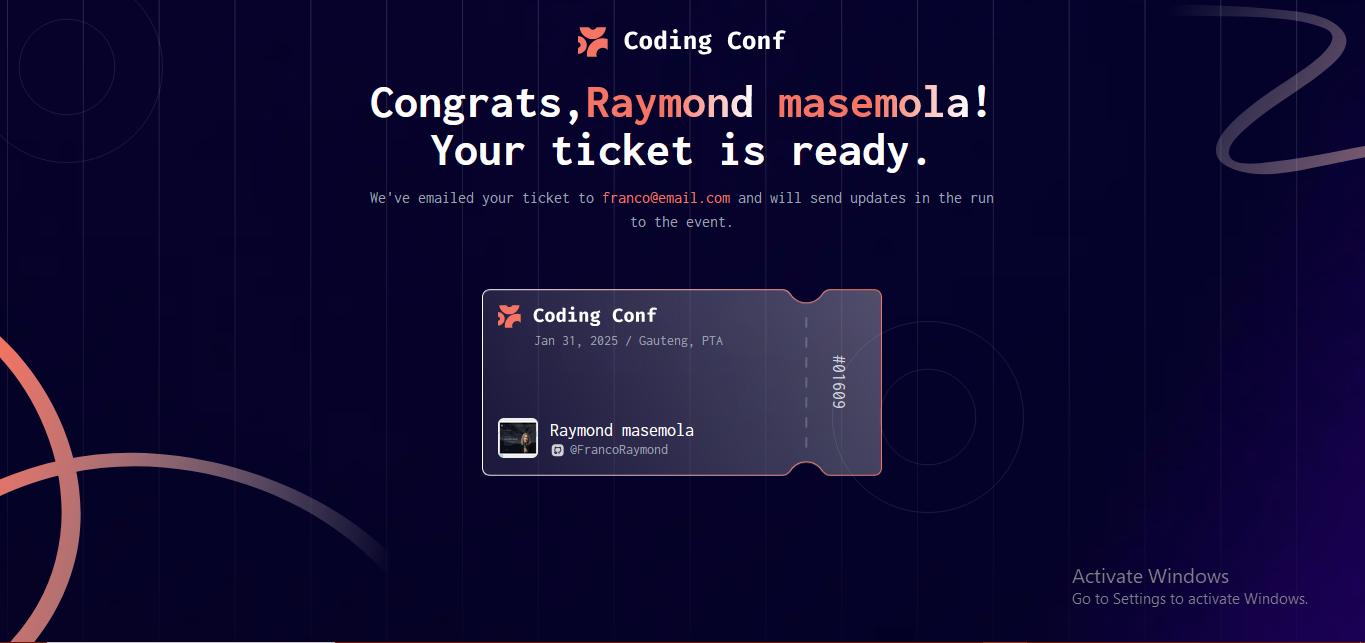 Coding Conf
Congrats,Raymond masemola!
Your ticket is ready.
We've emailed your ticket to franco@email.com and will send updates in the run
to the event.
Coding Conf
Jan 31, 2025 / Gauteng, PTA
#01609
Raymond masemola
@FrancoRaymond
Activate Windows
Go to Settings to activate Windows.